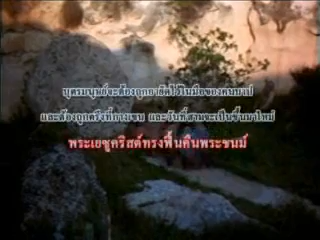 บุตรมนุษย์จะต้องถูกอายัดไว้ในมือของคนบาป
และต้องถูกตรึงที่กางเขน และวันที่สามจะเป็นขึ้นมาใหม่
พระเยซูคริสต์ทรงฟื้นคืนพระชนม์